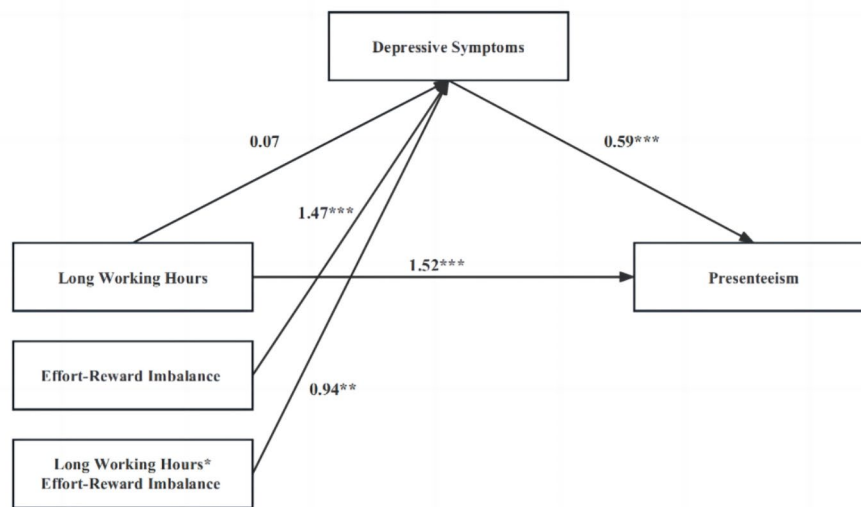 Depressive Symptoms
0.07
0.59***
1.47***
Long Working Hours
1.52***
Presenteeism
Effort-Reward Imbalance
0.94**
Long Working Hours*
Effort-Reward Imbalance